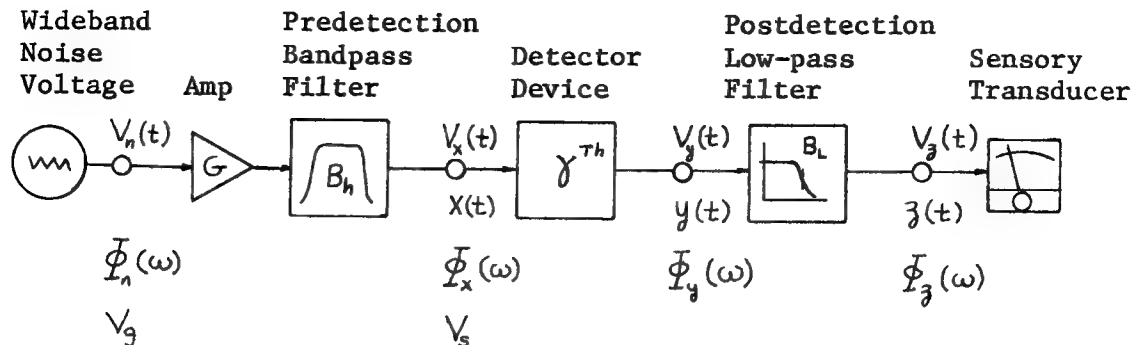 Wideband Noise Voltage
Amp
Predetection Bandpass Filter
Detector Device
Postdetection Low-pass Filter
Sensory Transducer
Vn(t)
G
Bh
Vx(t)
X(t)
γTh
Vy(t)
y(t)
BL
Vz(t)
z(t)
Φn(ω)
Φx(ω)
Φy(ω)
Φz(ω)
Vg
Vs